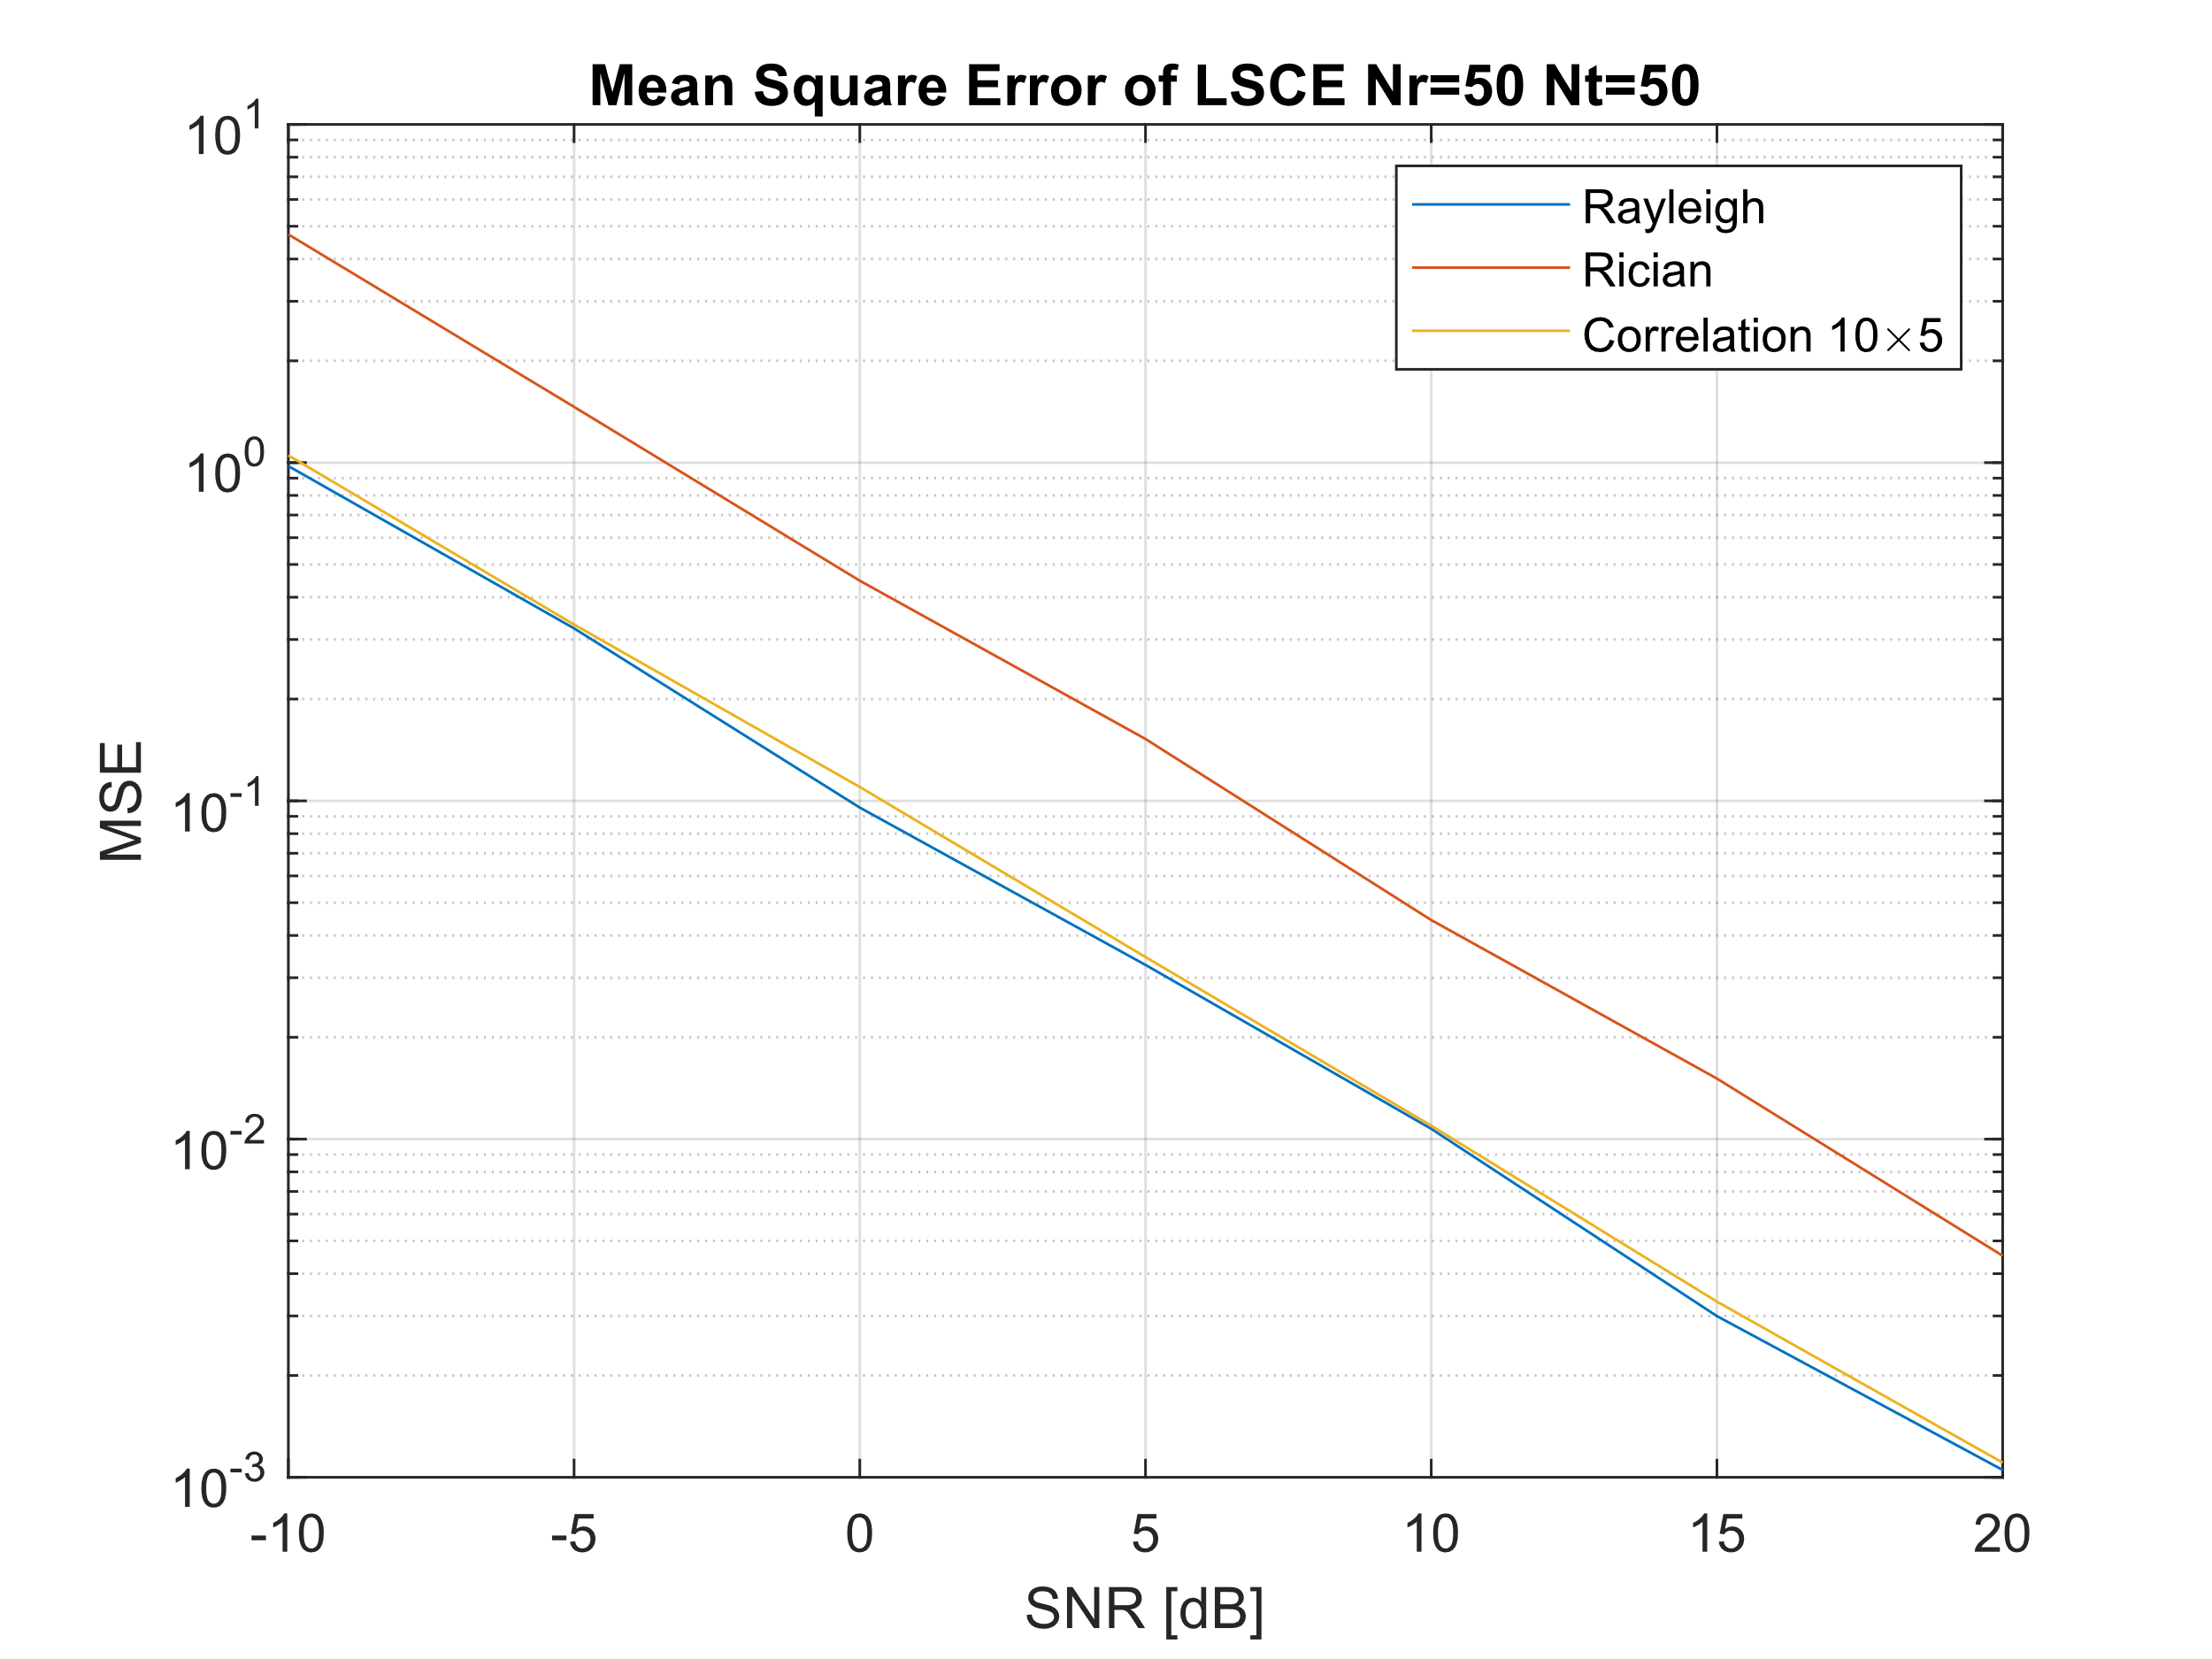 Mean Square Error of LSCE Nr=50 Nt=50
Rayleigh
Rician
Correlation 10×5
MSE
10^1
10^0
10^-1
10^-2
10^-3
-10 -5 0 5 10 15 20
SNR [dB]